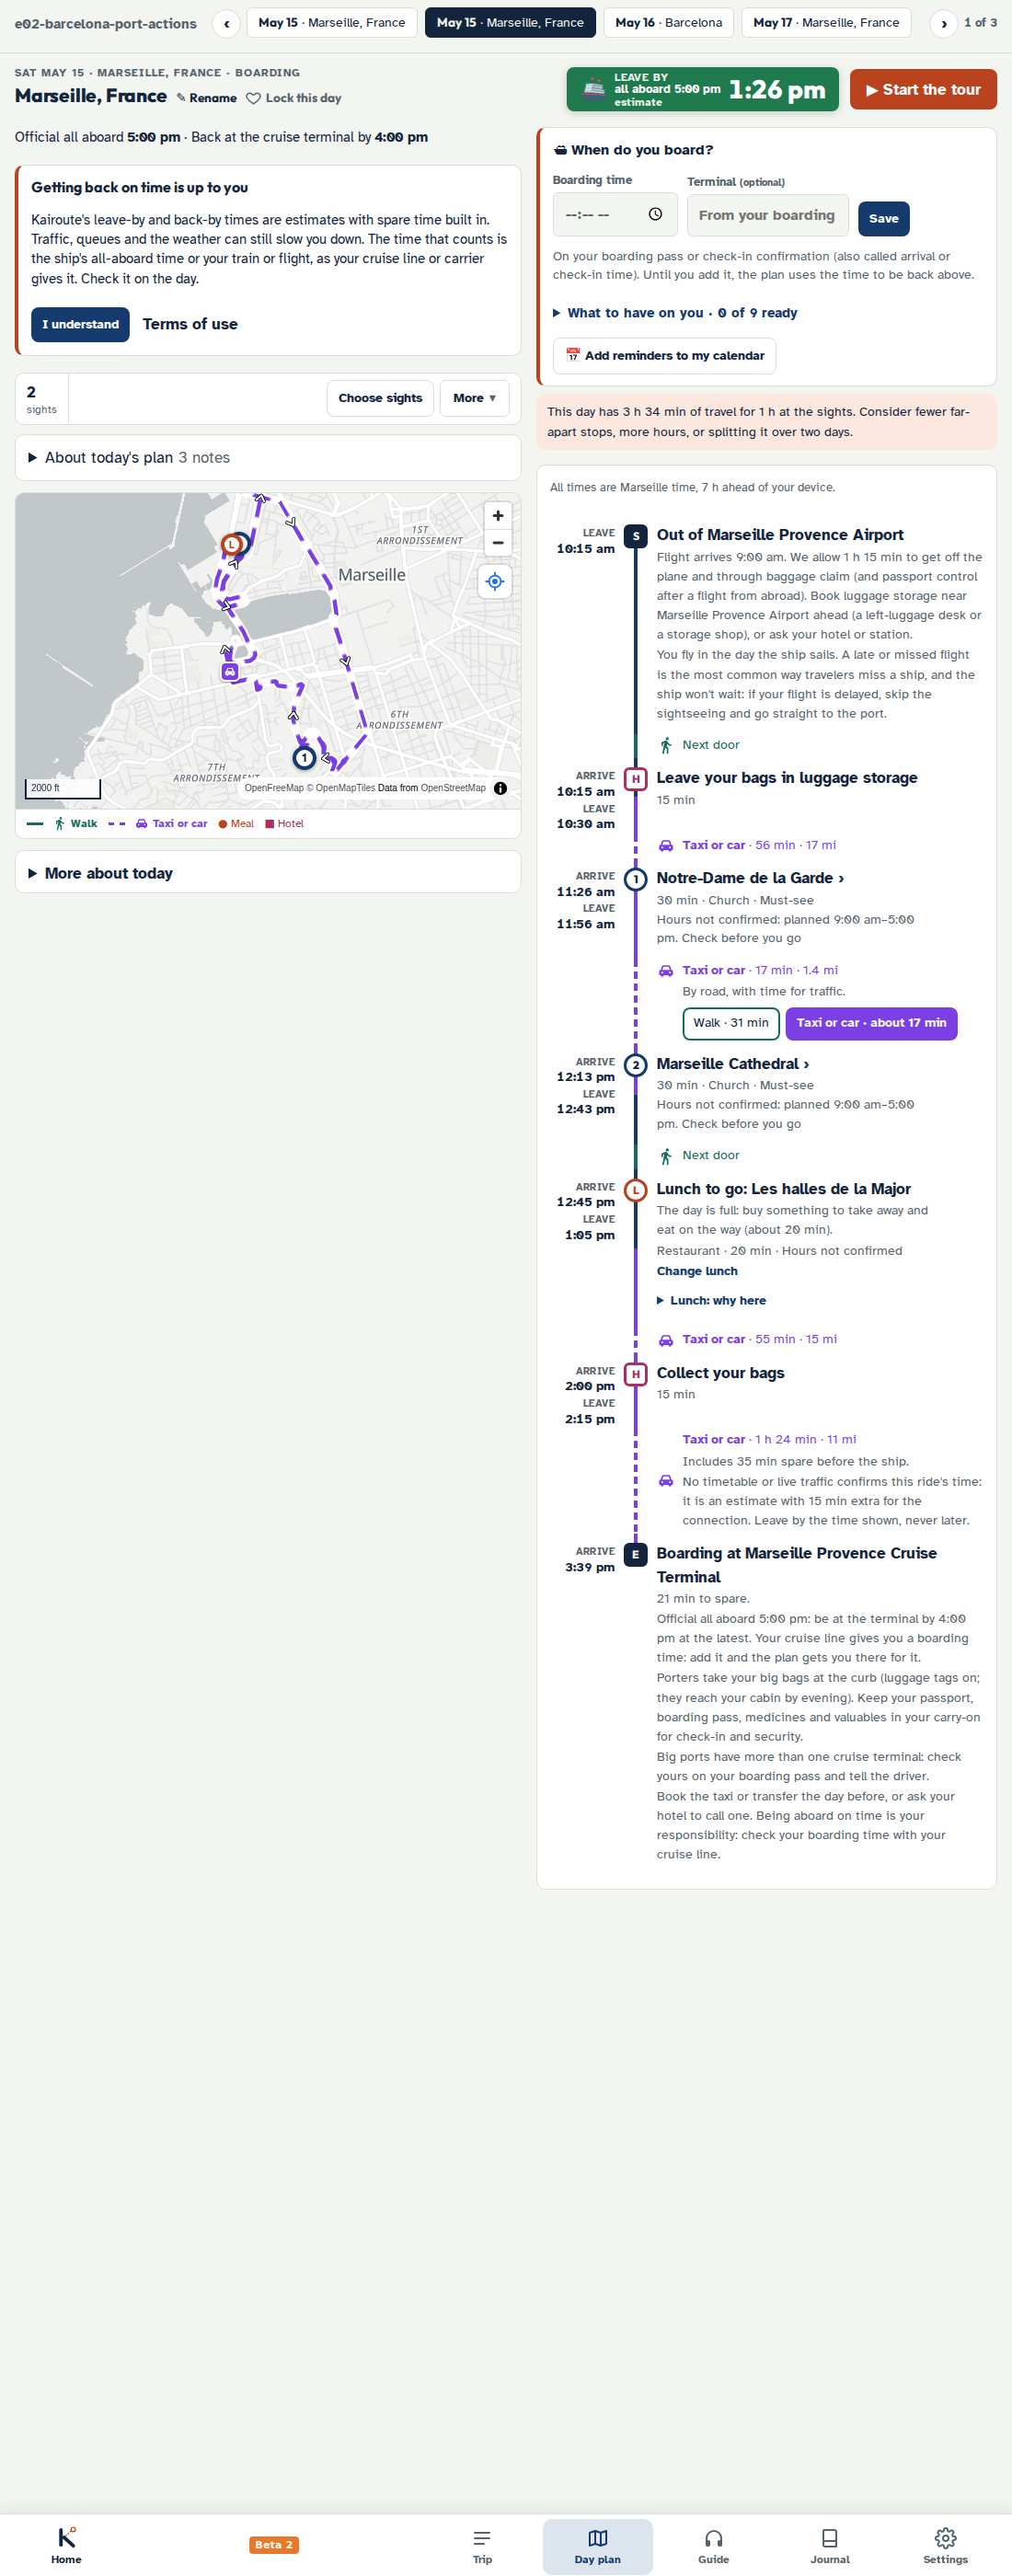 e02-barcelona-port-actions
‹
May 15 · Marseille, France
May 15 · Marseille, France
May 16 · Barcelona
May 17 · Marseille, France
›
1 of 3
SAT MAY 15 · MARSEILLE, FRANCE · BOARDING
Marseille, France
✎ Rename
Lock this day
LEAVE BY
all aboard 5:00 pm
estimate
1:26 pm
▶ Start the tour
Official all aboard 5:00 pm · Back at the cruise terminal by 4:00 pm
Getting back on time is up to you
Kairoute's leave-by and back-by times are estimates with spare time built in.
Traffic, queues and the weather can still slow you down. The time that counts is
the ship's all-aboard time or your train or flight, as your cruise line or carrier
gives it. Check it on the day.
I understand
Terms of use
2
sights
Choose sights
More ▼
▶ About today's plan 3 notes
1ST
ARRONDISSEMENT
Marseille
6TH
ARRONDISSEMENT
7TH
ARRONDISSEMENT
L
1
+
−
2000 ft
OpenFreeMap © OpenMapTiles Data from OpenStreetMap
Walk
Taxi or car
Meal
Hotel
▶ More about today
When do you board?
Boarding time
Terminal (optional)
--:-- --
From your boarding
Save
On your boarding pass or check-in confirmation (also called arrival or
check-in time). Until you add it, the plan uses the time to be back above.
▶ What to have on you · 0 of 9 ready
Add reminders to my calendar
This day has 3 h 34 min of travel for 1 h at the sights. Consider fewer far-
apart stops, more hours, or splitting it over two days.
All times are Marseille time, 7 h ahead of your device.
LEAVE
10:15 am
S
Out of Marseille Provence Airport
Flight arrives 9:00 am. We allow 1 h 15 min to get off the
plane and through baggage claim (and passport control
after a flight from abroad). Book luggage storage near
Marseille Provence Airport ahead (a left-luggage desk or
a storage shop), or ask your hotel or station.
You fly in the day the ship sails. A late or missed flight
is the most common way travelers miss a ship, and the
ship won't wait: if your flight is delayed, skip the
sightseeing and go straight to the port.
Next door
ARRIVE
10:15 am
LEAVE
10:30 am
H
Leave your bags in luggage storage
15 min
Taxi or car · 56 min · 17 mi
ARRIVE
11:26 am
LEAVE
11:56 am
1
Notre-Dame de la Garde ›
30 min · Church · Must-see
Hours not confirmed: planned 9:00 am–5:00
pm. Check before you go
Taxi or car · 17 min · 1.4 mi
By road, with time for traffic.
Walk · 31 min
Taxi or car · about 17 min
ARRIVE
12:13 pm
LEAVE
12:43 pm
2
Marseille Cathedral ›
30 min · Church · Must-see
Hours not confirmed: planned 9:00 am–5:00
pm. Check before you go
Next door
ARRIVE
12:45 pm
LEAVE
1:05 pm
L
Lunch to go: Les halles de la Major
The day is full: buy something to take away and
eat on the way (about 20 min).
Restaurant · 20 min · Hours not confirmed
Change lunch
▶ Lunch: why here
Taxi or car · 55 min · 15 mi
ARRIVE
2:00 pm
LEAVE
2:15 pm
H
Collect your bags
15 min
Taxi or car · 1 h 24 min · 11 mi
Includes 35 min spare before the ship.
No timetable or live traffic confirms this ride's time:
it is an estimate with 15 min extra for the
connection. Leave by the time shown, never later.
ARRIVE
3:39 pm
E
Boarding at Marseille Provence Cruise
Terminal
21 min to spare.
Official all aboard 5:00 pm: be at the terminal by 4:00
pm at the latest. Your cruise line gives you a boarding
time: add it and the plan gets you there for it.
Porters take your big bags at the curb (luggage tags on;
they reach your cabin by evening). Keep your passport,
boarding pass, medicines and valuables in your carry-on
for check-in and security.
Big ports have more than one cruise terminal: check
yours on your boarding pass and tell the driver.
Book the taxi or transfer the day before, or ask your
hotel to call one. Being aboard on time is your
responsibility: check your boarding time with your
cruise line.
Home
Beta 2
Trip
Day plan
Guide
Journal
Settings